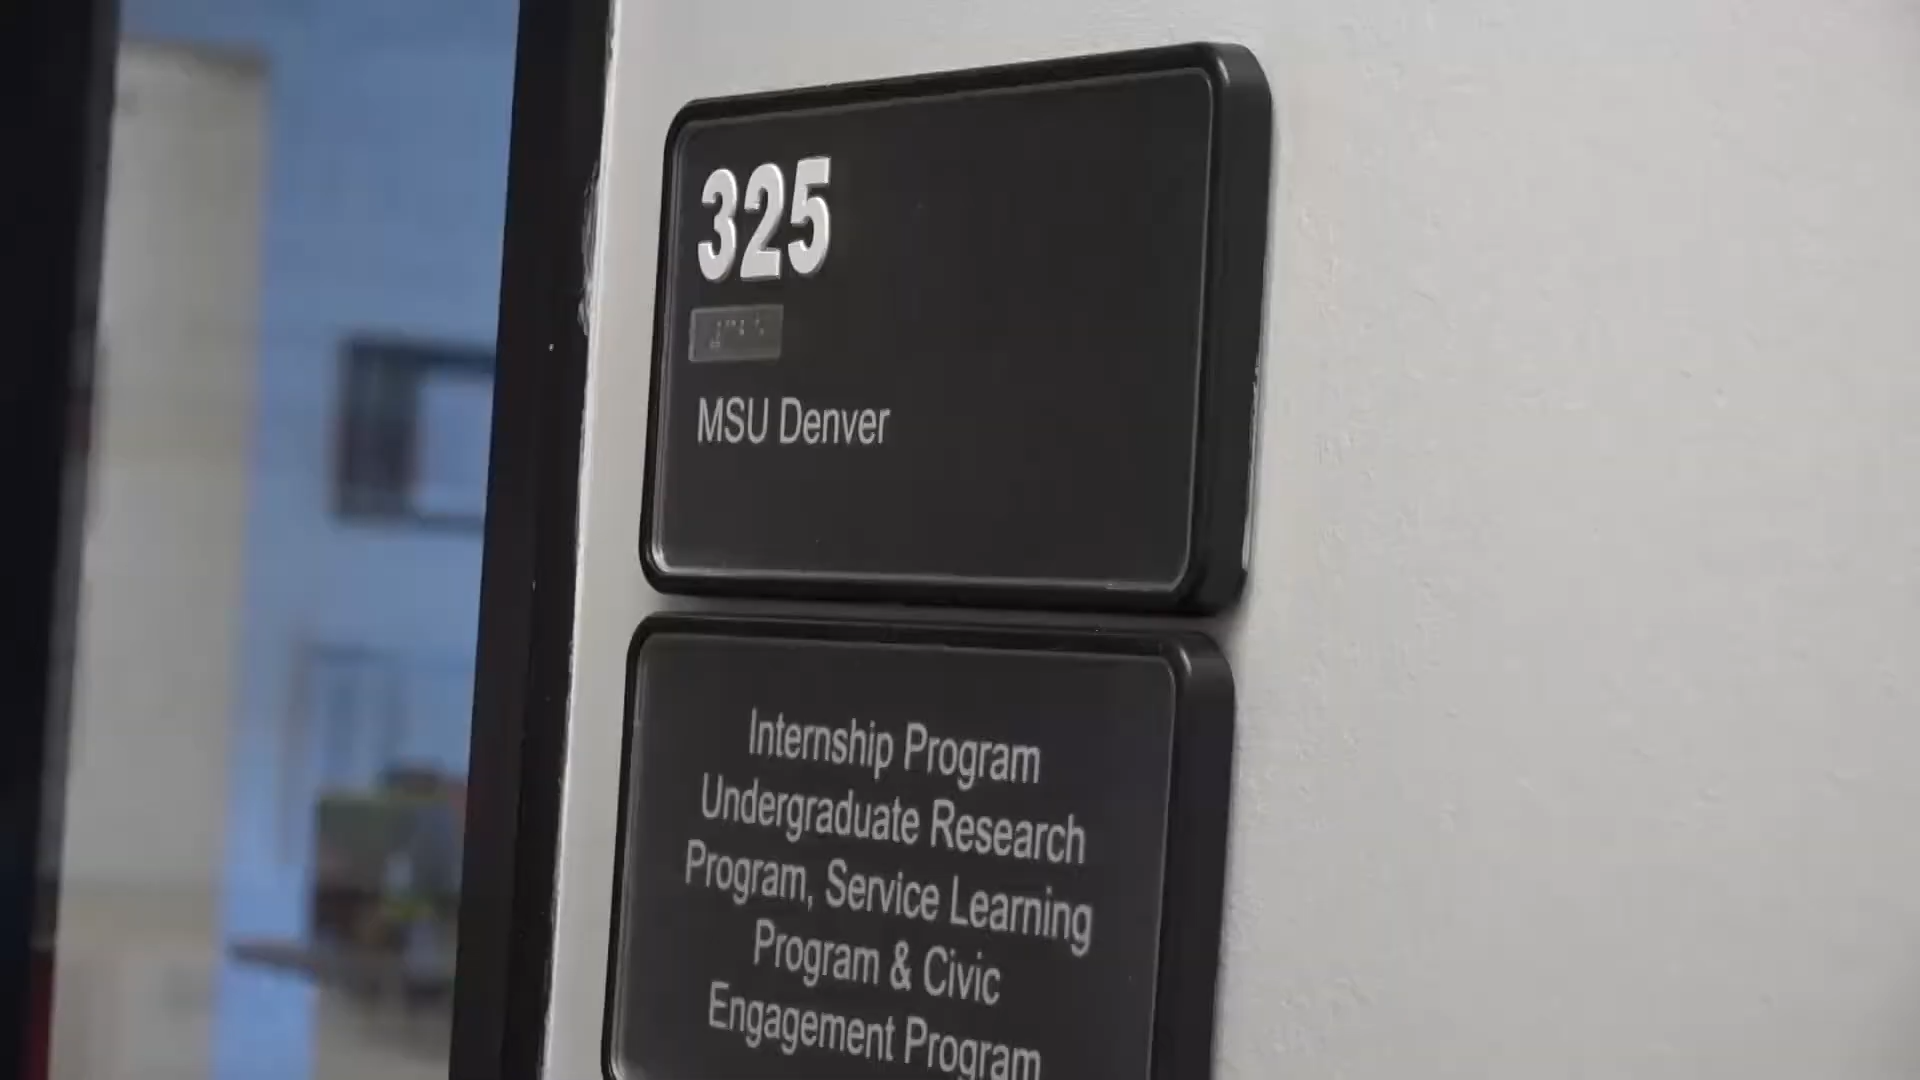 325
MSU Denver
Internship Program
Undergraduate Research
Program, Service Learning
Program & Civic
Engagement Program